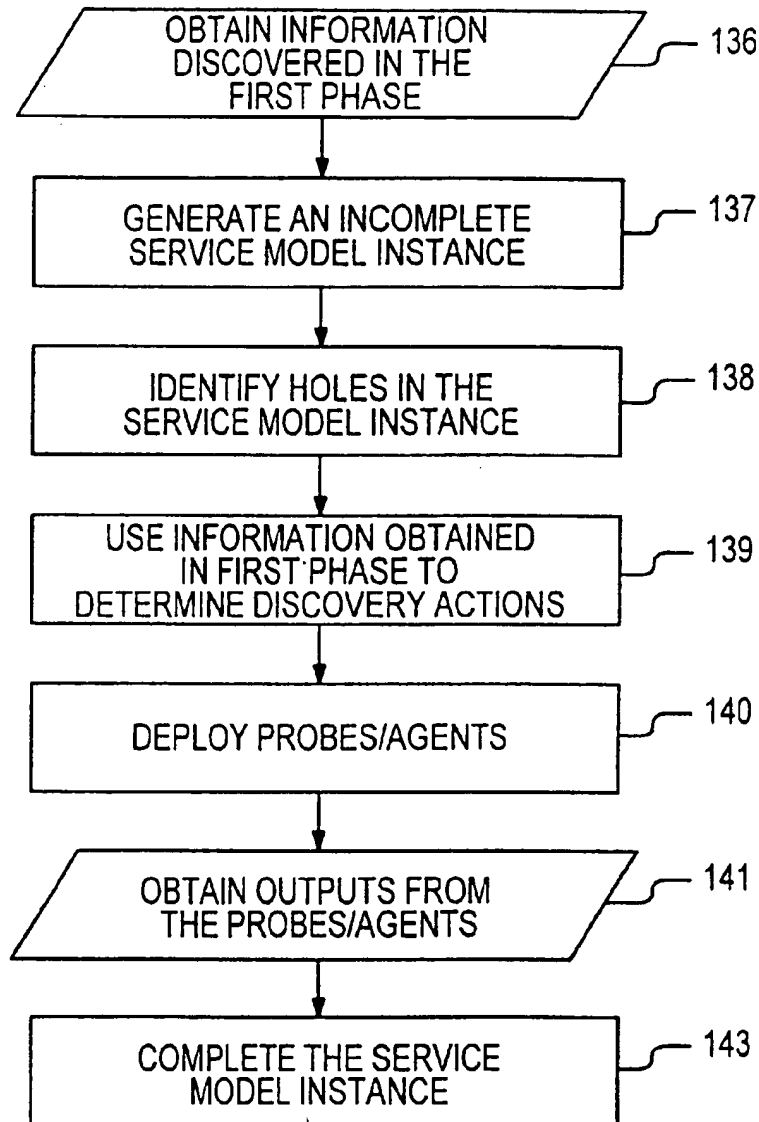 OBTAIN INFORMATION
DISCOVERED IN THE
FIRST PHASE
136
GENERATE AN INCOMPLETE
SERVICE MODEL INSTANCE
137
IDENTIFY HOLES IN THE
SERVICE MODEL INSTANCE
138
USE INFORMATION OBTAINED
IN FIRST PHASE TO
DETERMINE DISCOVERY ACTIONS
139
DEPLOY PROBES/AGENTS
140
OBTAIN OUTPUTS FROM
THE PROBES/AGENTS
141
COMPLETE THE SERVICE
MODEL INSTANCE
143